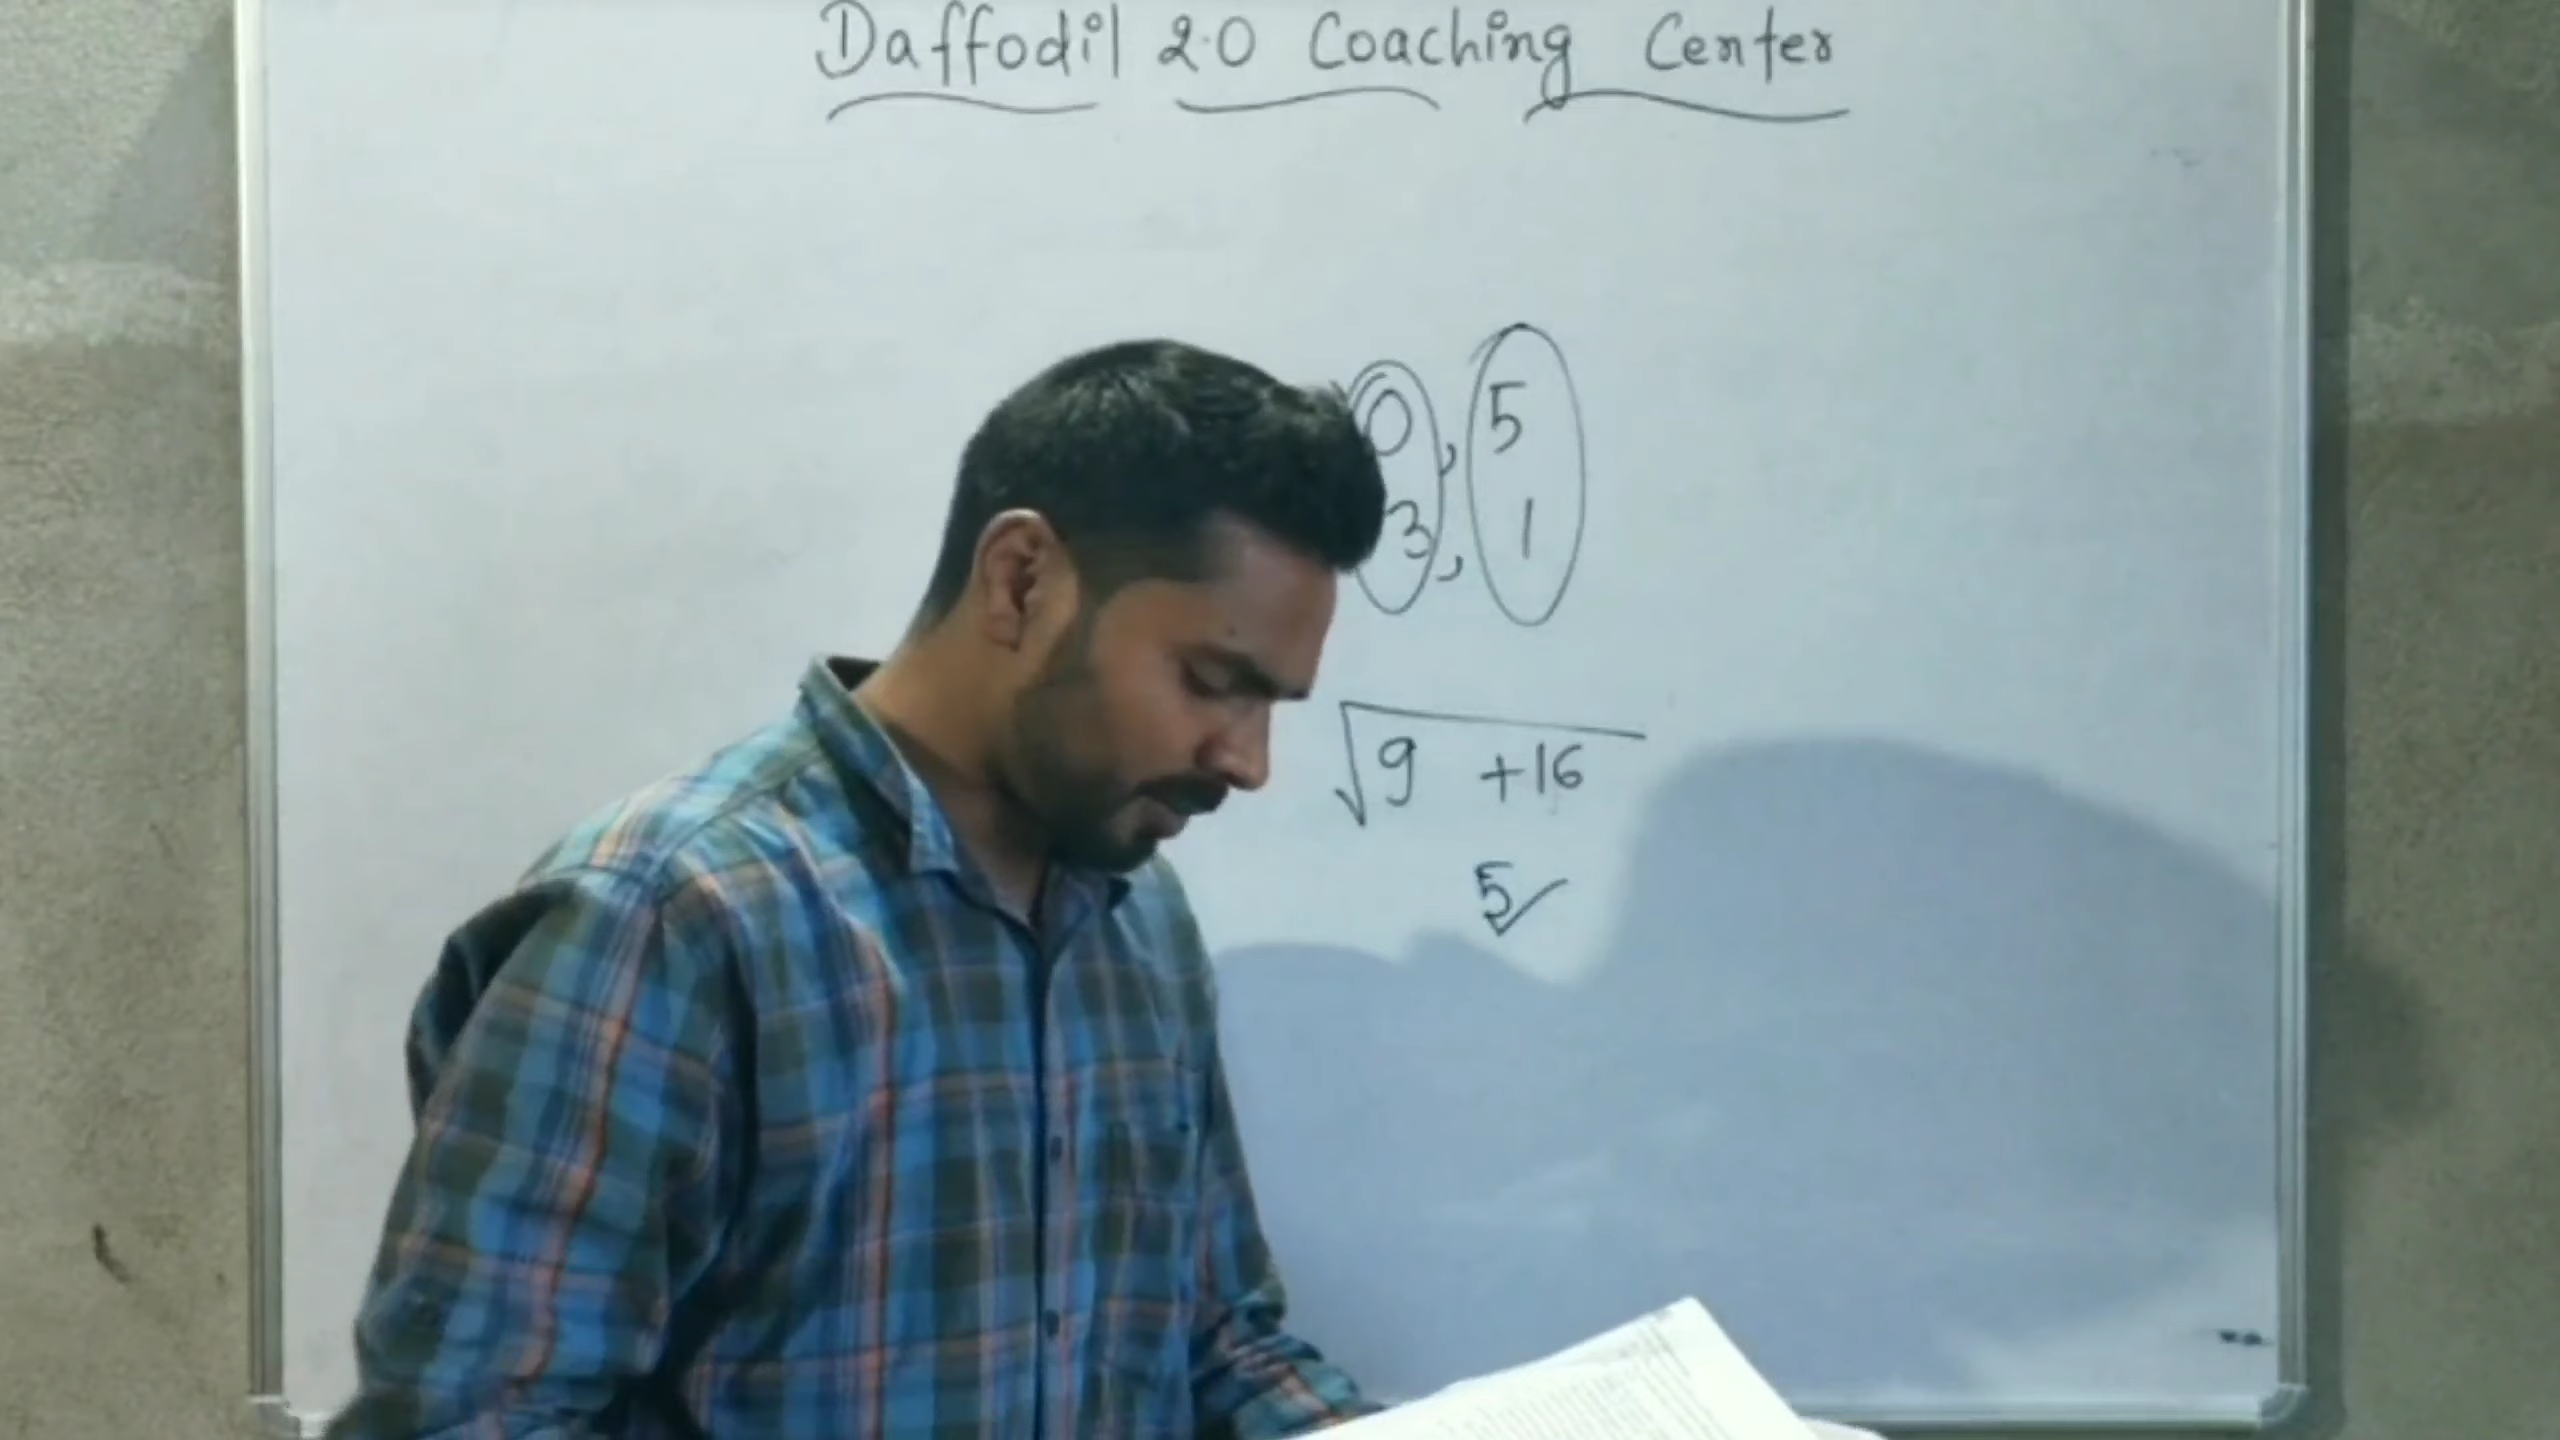 Daffodil 2.0 Coaching Center
0, 5
3, 1
√9 +16
5✓